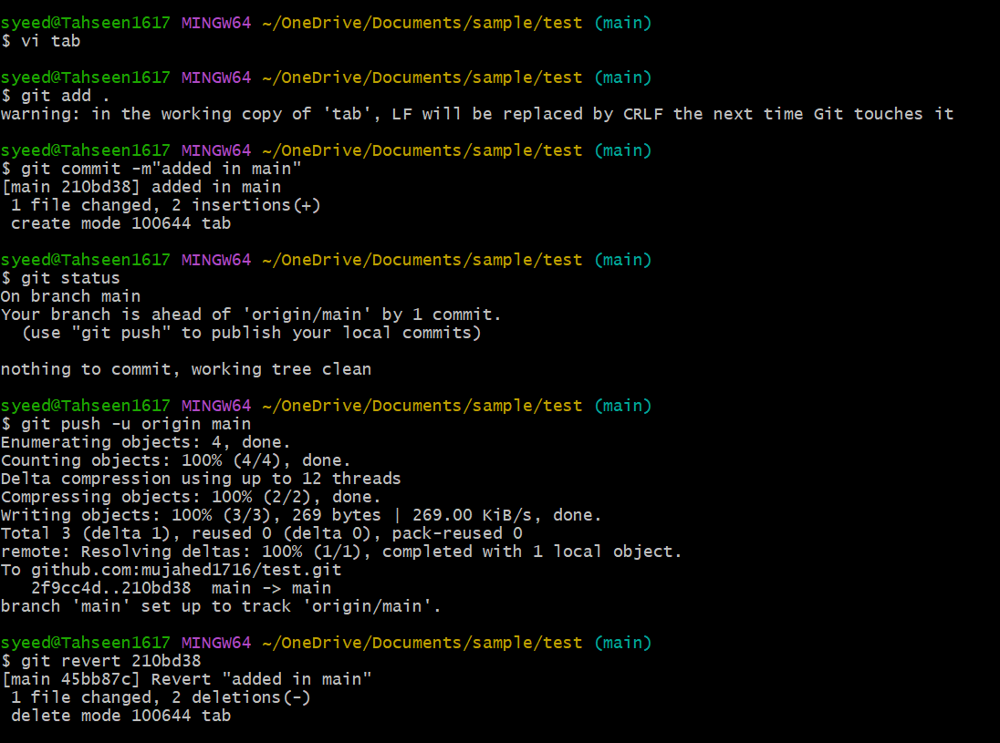 syeed@Tahseen1617 MINGW64 ~/OneDrive/Documents/sample/test (main)
$ vi tab
syeed@Tahseen1617 MINGW64 ~/OneDrive/Documents/sample/test (main)
$ git add .
warning: in the working copy of 'tab', LF will be replaced by CRLF the next time Git touches it
syeed@Tahseen1617 MINGW64 ~/OneDrive/Documents/sample/test (main)
$ git commit -m"added in main"
[main 210bd38] added in main
 1 file changed, 2 insertions(+)
 create mode 100644 tab
syeed@Tahseen1617 MINGW64 ~/OneDrive/Documents/sample/test (main)
$ git status
On branch main
Your branch is ahead of 'origin/main' by 1 commit.
  (use "git push" to publish your local commits)
nothing to commit, working tree clean
syeed@Tahseen1617 MINGW64 ~/OneDrive/Documents/sample/test (main)
$ git push -u origin main
Enumerating objects: 4, done.
Counting objects: 100% (4/4), done.
Delta compression using up to 12 threads
Compressing objects: 100% (2/2), done.
Writing objects: 100% (3/3), 269 bytes | 269.00 KiB/s, done.
Total 3 (delta 1), reused 0 (delta 0), pack-reused 0
remote: Resolving deltas: 100% (1/1), completed with 1 local object.
To github.com:mujahed1716/test.git
   2f9cc4d..210bd38  main -> main
branch 'main' set up to track 'origin/main'.
syeed@Tahseen1617 MINGW64 ~/OneDrive/Documents/sample/test (main)
$ git revert 210bd38
[main 45bb87c] Revert "added in main"
 1 file changed, 2 deletions(-)
 delete mode 100644 tab